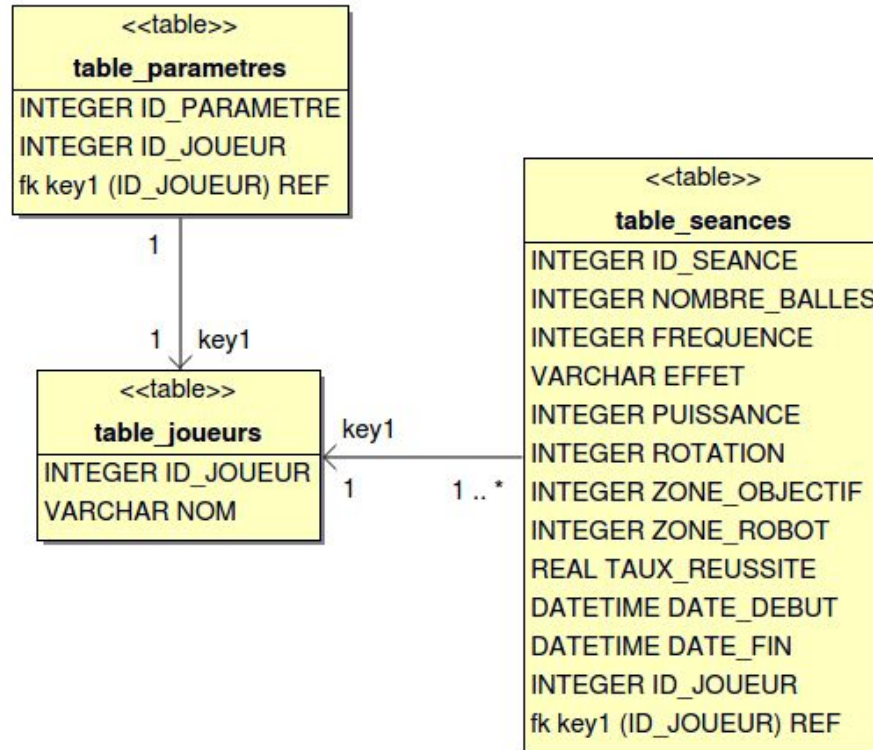 <<table>>
table_parametres
INTEGER ID_PARAMETRE
INTEGER ID_JOUEUR
fk key1 (ID_JOUEUR) REF
1
1 key1
<<table>>
table_joueurs
INTEGER ID_JOUEUR
VARCHAR NOM
key1
1
1 .. *
<<table>>
table_seances
INTEGER ID_SEANCE
INTEGER NOMBRE_BALLES
INTEGER FREQUENCE
VARCHAR EFFET
INTEGER PUISSANCE
INTEGER ROTATION
INTEGER ZONE_OBJECTIF
INTEGER ZONE_ROBOT
REAL TAUX_REUSSITE
DATETIME DATE_DEBUT
DATETIME DATE_FIN
INTEGER ID_JOUEUR
fk key1 (ID_JOUEUR) REF